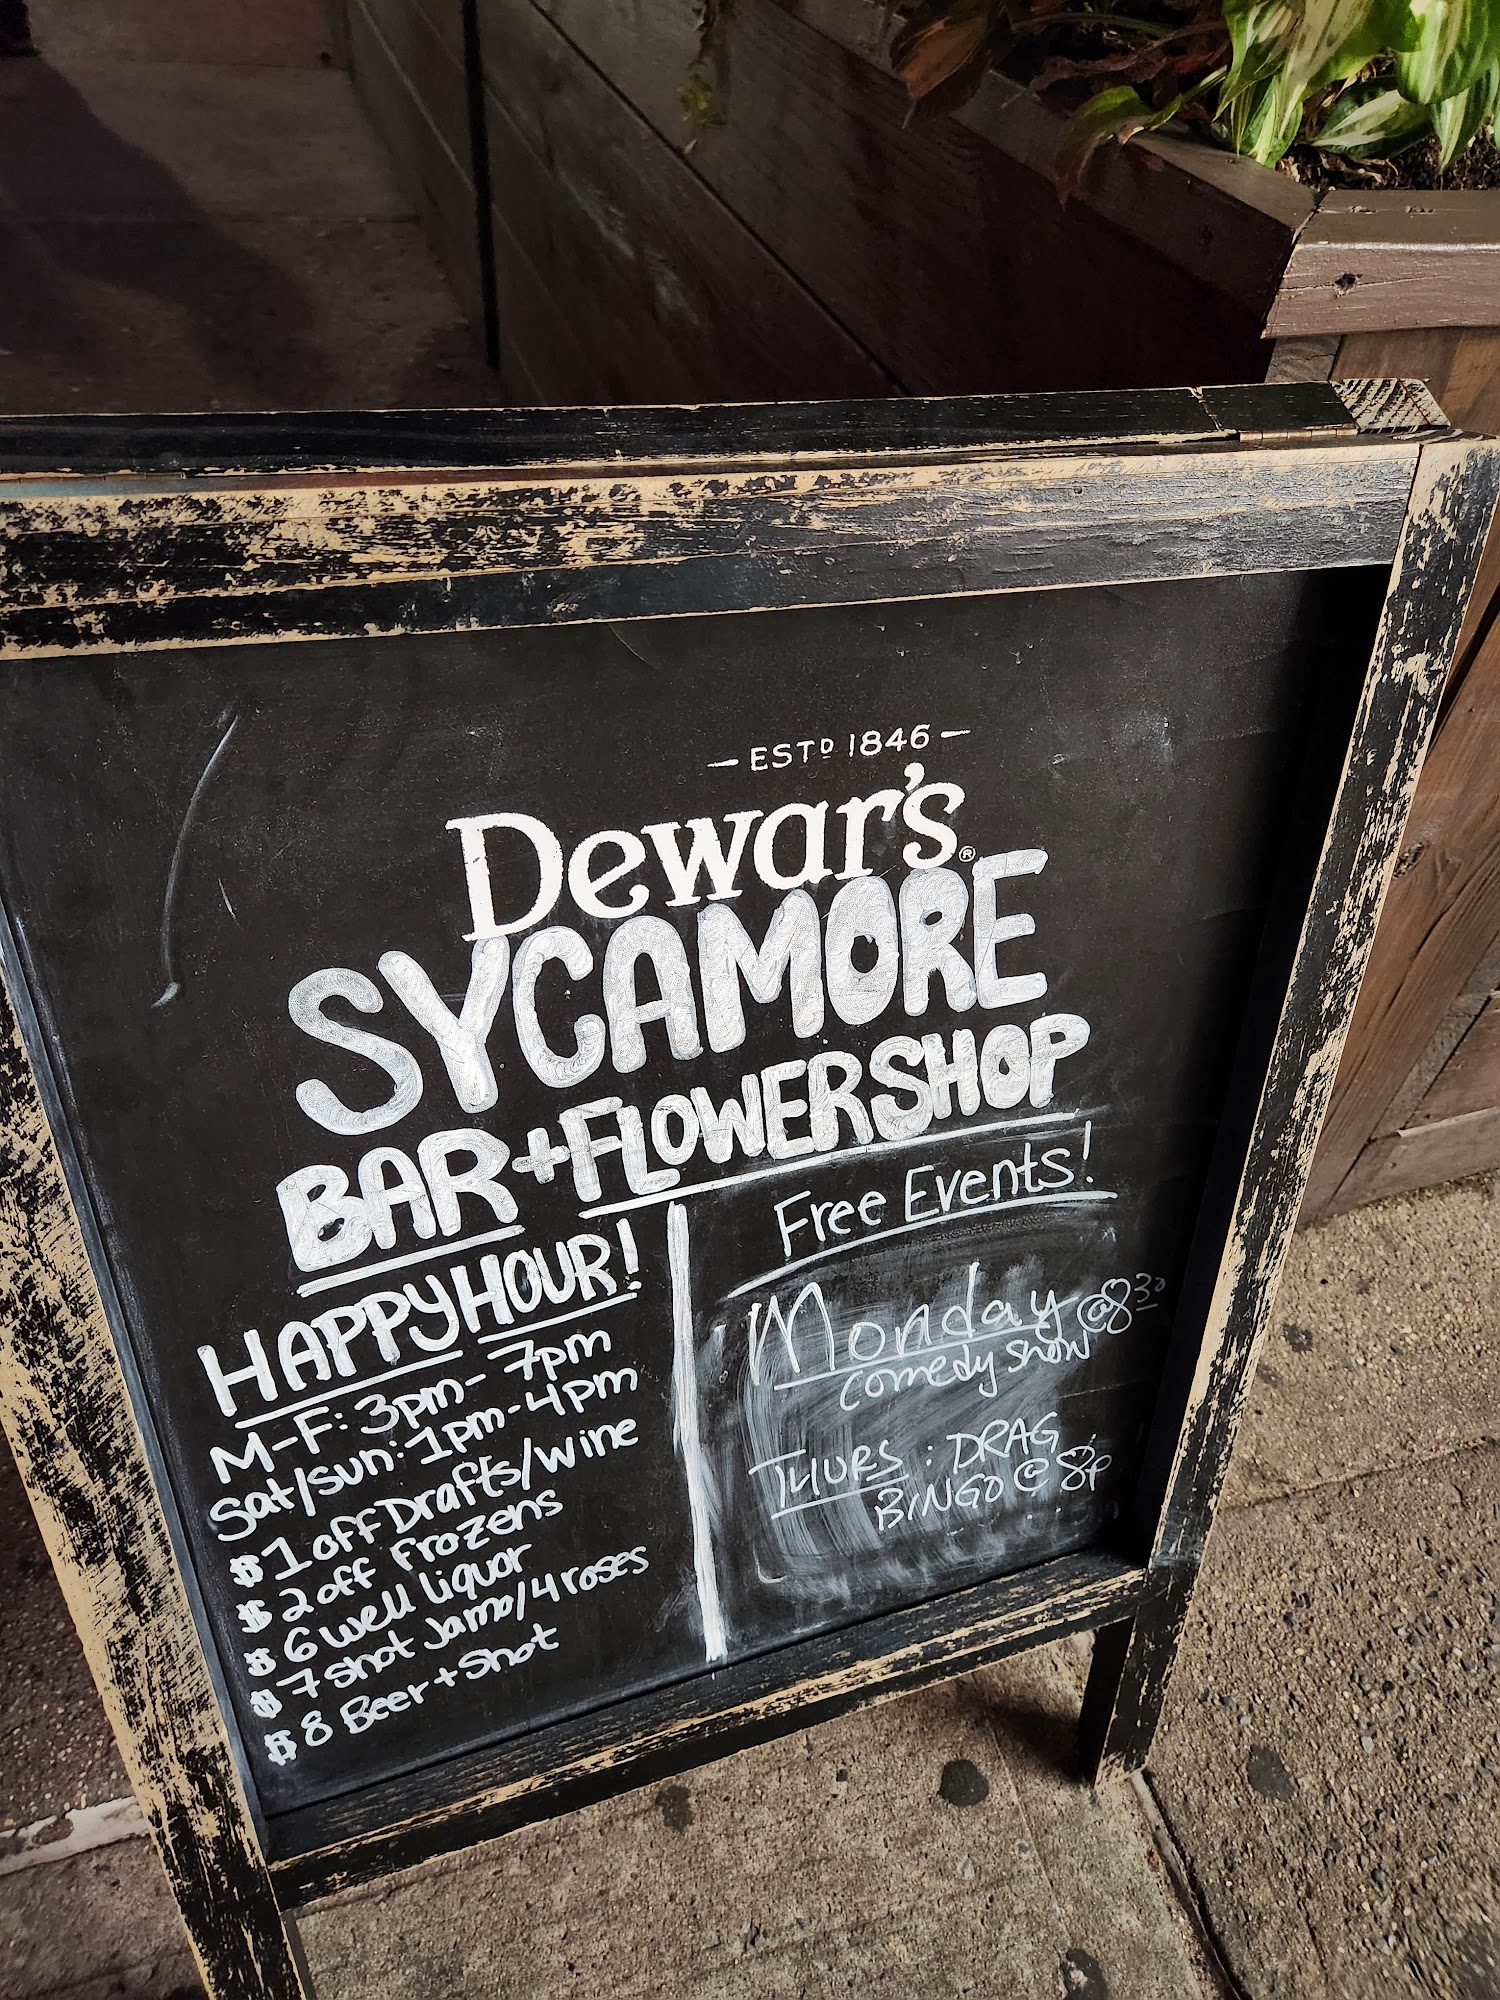 — ESTD 1846 —
Dewar's®
SYCAMORE
BAR+FLOWERSHOP
HAPPY HOUR!
M-F: 3pm- 7pm
Sat/sun: 1pm-4pm
$1 off Drafts/wine
$2 off Frozens
$6 well liquor
$7 shot Jamo/4 roses
$8 Beer+shot
Free Events!
Monday @830
comedy show
THURS: DRAG
BINGO @ 8P